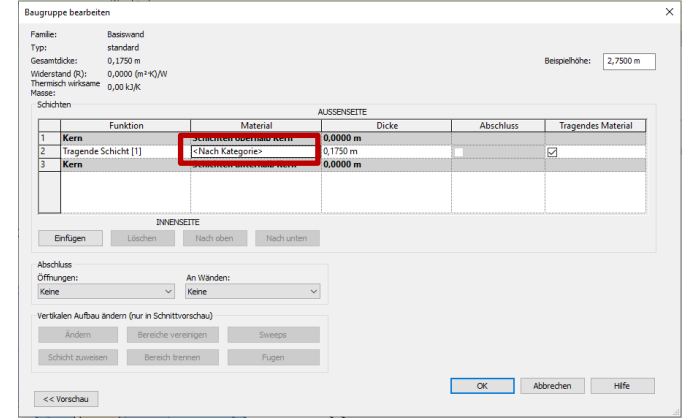 Baugruppe bearbeiten
Familie: Basiswand
Typ: standard
Gesamtdicke: 0,1750 m
Beispielhöhe: 2,7500 m
Widerstand (R): 0,0000 (m²·K)/W
Thermisch wirksame Masse: 0,00 kJ/K
Schichten
AUSSENSEITE
Funktion Material Dicke Abschluss Tragendes Material
1 Kern Schichten oberhalb Kern 0,0000 m
2 Tragende Schicht [1] <Nach Kategorie> 0,1750 m
3 Kern Schichten unterhalb Kern 0,0000 m
INNENSEITE
Einfügen Löschen Nach oben Nach unten
Abschluss
Öffnungen: An Wänden:
Keine Keine
Vertikalen Aufbau ändern (nur in Schnittvorschau)
Ändern Bereiche vereinigen Sweeps
Schicht zuweisen Bereich trennen Fugen
OK Abbrechen Hilfe
<< Vorschau